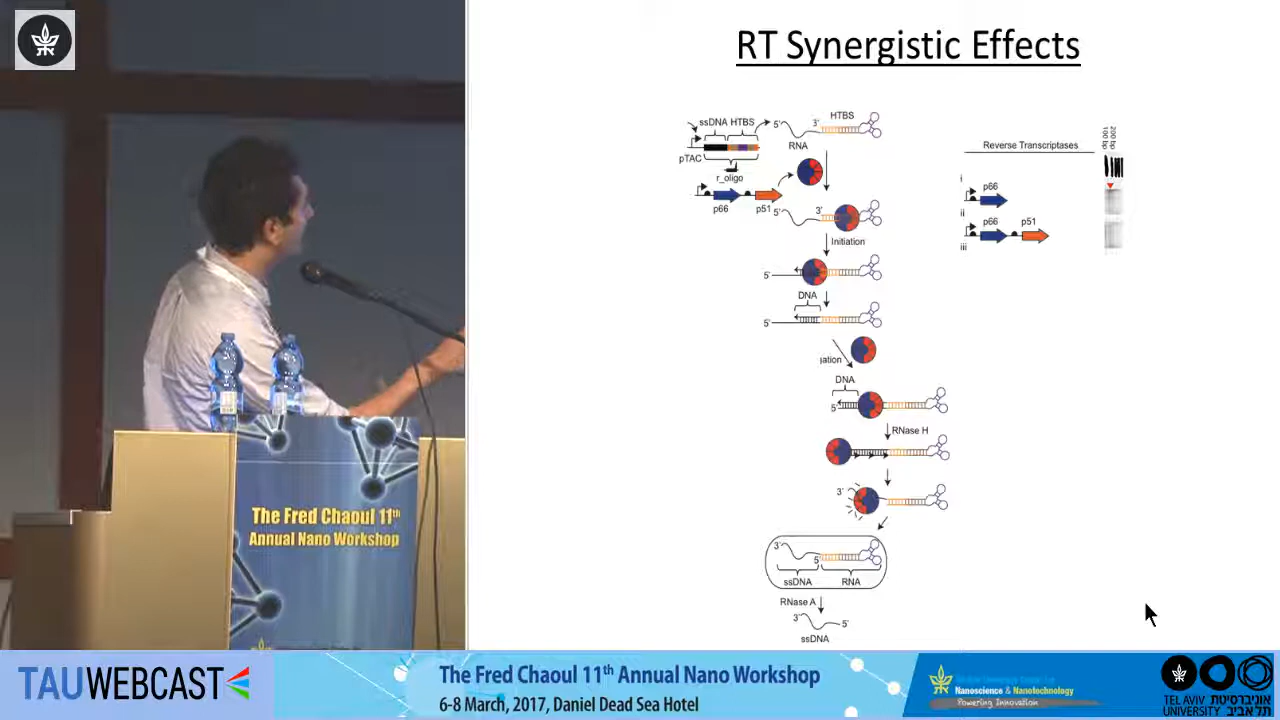 RT Synergistic Effects
ssDNA HTBS
pTAC
r_oligo
p66
p51
5'
3'
HTBS
RNA
5'
3'
Initiation
5'
DNA
5'
ation
DNA
5'
RNase H
3'
3'
5'
ssDNA
RNA
RNase A
3'
5'
ssDNA
Reverse Transcriptases
200 bp
100 bp
i
p66
ii
p66
p51
iii
The Fred Chaoul 11th
Annual Nano Workshop
TAUWEBCAST
The Fred Chaoul 11th Annual Nano Workshop
6-8 March, 2017, Daniel Dead Sea Hotel
Nanoscience & Nanotechnology
Powering Innovation
TEL AVIV אוניברסיטת
UNIVERSITY תל אביב